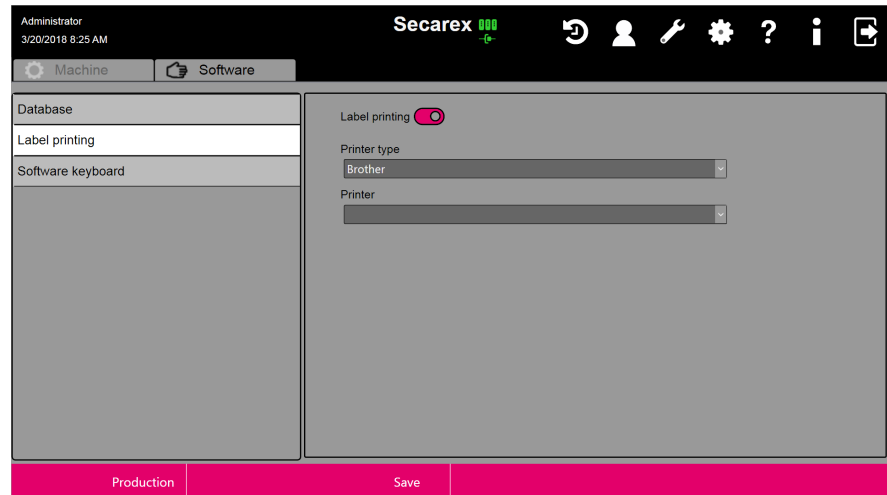 Administrator
3/20/2018 8:25 AM
Secarex
?
i
Machine
Software
Database
Label printing
Software keyboard
Label printing
Printer type
Brother
Printer
Production
Save